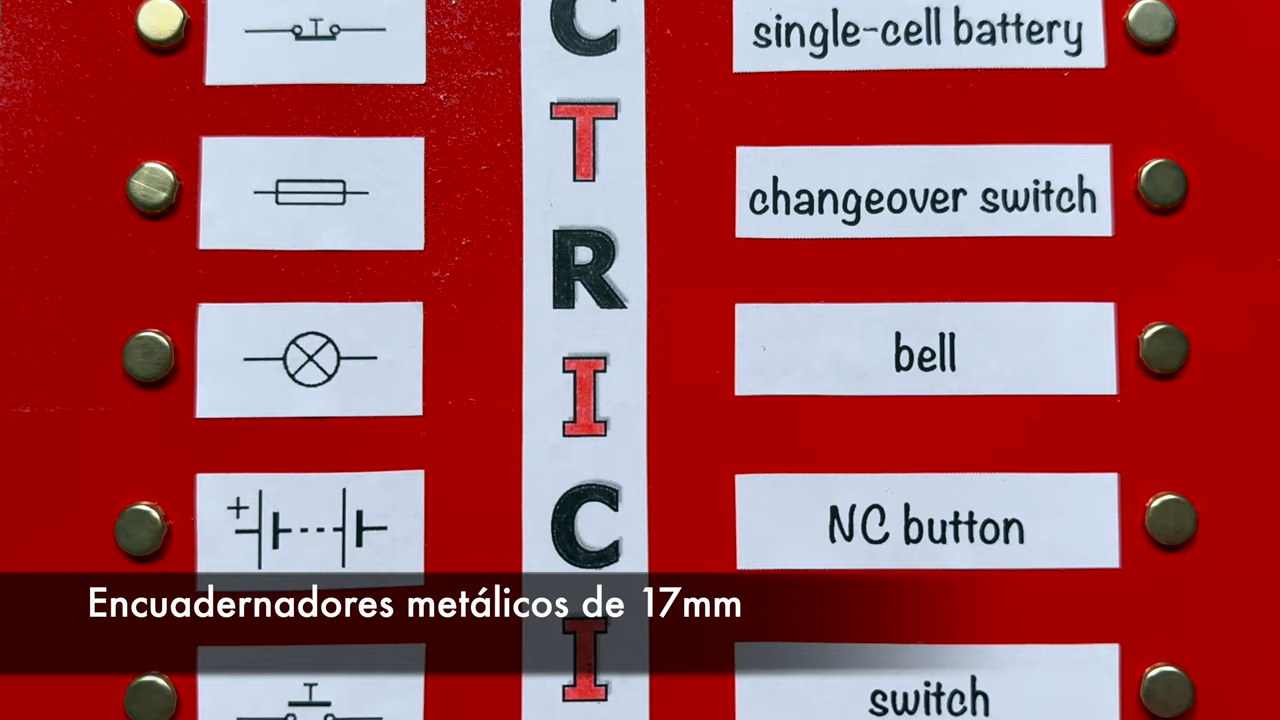 single-cell battery
changeover switch
bell
NC button
switch
C
T
R
I
C
I
Encuadernadores metálicos de 17mm